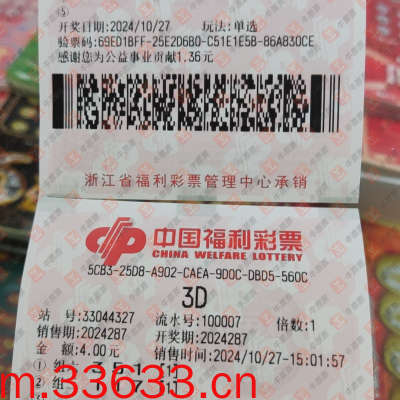 ⑤
开奖日期:2024/10/27 玩法:单选
验票码:69ED1BFF-25E2D6B0-C51E1E5B-86A830CE
感谢您为公益事业贡献1.36元
浙江省福利彩票管理中心承销
中国福利彩票
CHINA WELFARE LOTTERY
5CB3-25D8-A902-CAEA-9D0C-DBD5-560C
3D
站 号:33044327 流水号:100007 倍数:1
销售期:2024287 开奖期:2024287
金 额:4.00元 销售时间:2024/10/27-15:01:57
① 组
② 组
m.33633.cn